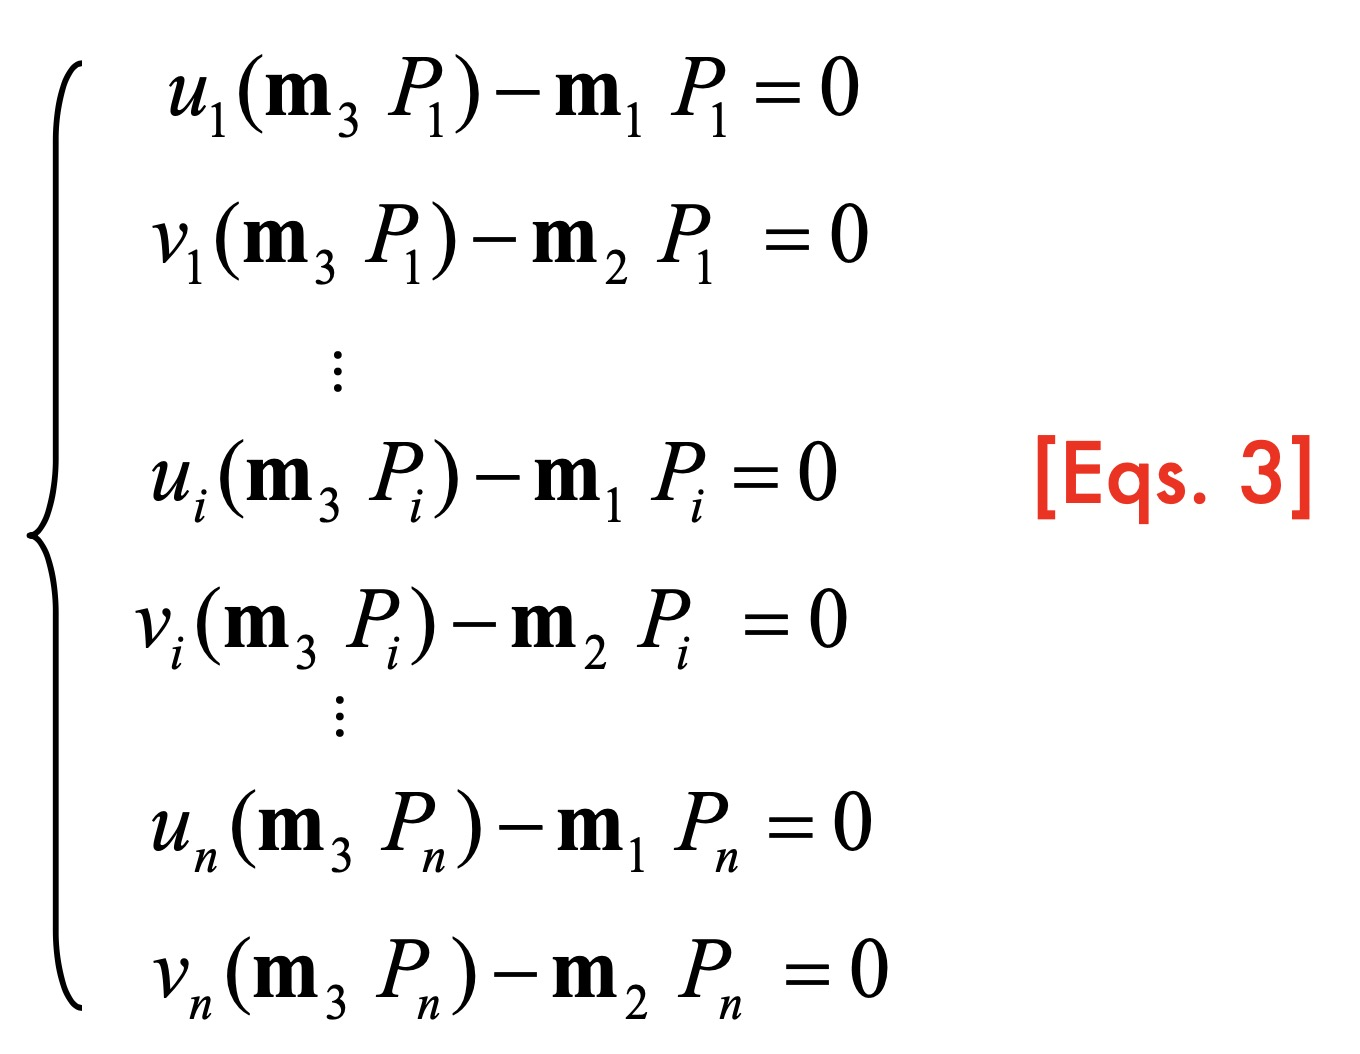 u₁(𝐦₃ P₁) − 𝐦₁ P₁ = 0
v₁(𝐦₃ P₁) − 𝐦₂ P₁ = 0
⋮
uᵢ(𝐦₃ Pᵢ) − 𝐦₁ Pᵢ = 0 [Eqs. 3]
vᵢ(𝐦₃ Pᵢ) − 𝐦₂ Pᵢ = 0
⋮
uₙ(𝐦₃ Pₙ) − 𝐦₁ Pₙ = 0
vₙ(𝐦₃ Pₙ) − 𝐦₂ Pₙ = 0